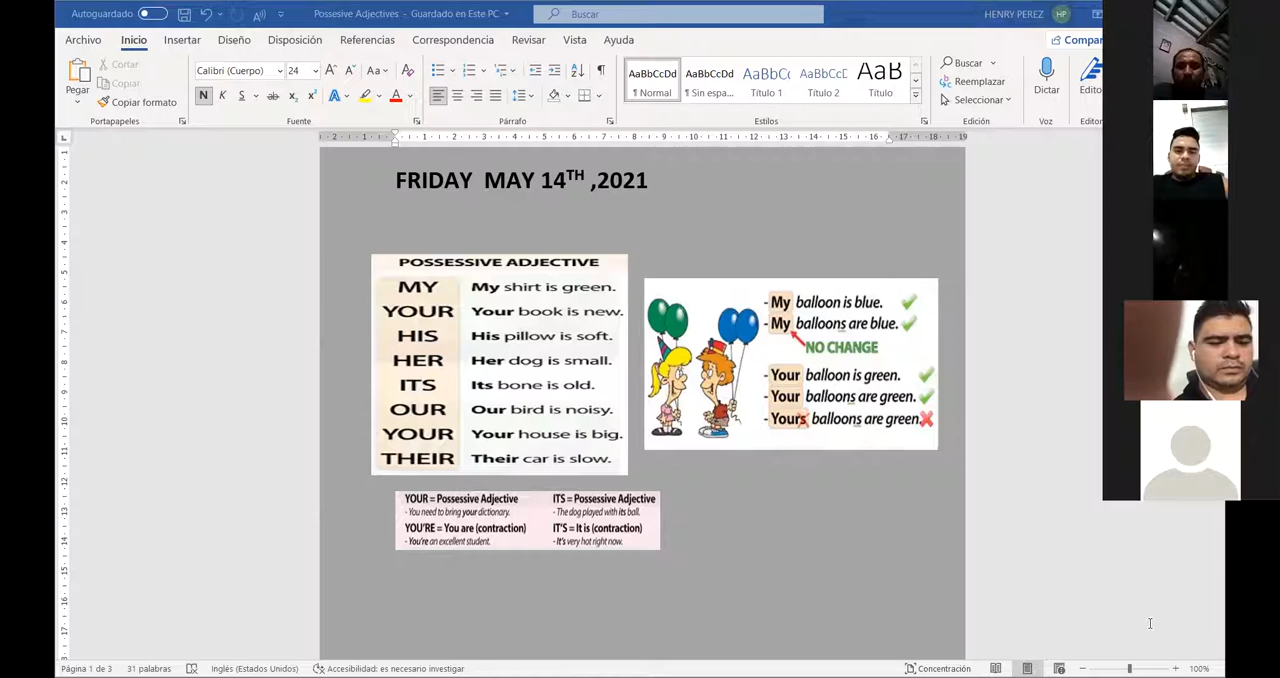 Autoguardado
Possesive Adjectives - Guardado en Este PC
Buscar
HENRY PEREZ
HP
Archivo Inicio Insertar Diseño Disposición Referencias Correspondencia Revisar Vista Ayuda
Compar
Pegar
Cortar
Copiar
Copiar formato
Calibri (Cuerpo) 24
AaBbCcDd AaBbCcDd AaBbC AaBbCcE AaB
¶ Normal ¶ Sin espa... Título 1 Título 2 Título
Buscar
Reemplazar
Seleccionar
Dictar
Edito
Portapapeles Fuente Párrafo Estilos Edición Voz Editor
FRIDAY MAY 14TH ,2021
POSSESSIVE ADJECTIVE
MY My shirt is green.
YOUR Your book is new.
HIS His pillow is soft.
HER Her dog is small.
ITS Its bone is old.
OUR Our bird is noisy.
YOUR Your house is big.
THEIR Their car is slow.
- My balloon is blue.
- My balloons are blue.
NO CHANGE
- Your balloon is green.
- Your balloons are green.
- Yours balloons are green.
YOUR = Possessive Adjective
- You need to bring your dictionary.
YOU'RE = You are (contraction)
- You're an excellent student.
ITS = Possessive Adjective
- The dog played with its ball.
IT'S = It is (contraction)
- It's very hot right now.
Página 1 de 3 31 palabras Inglés (Estados Unidos) Accesibilidad: es necesario investigar
Concentración
100%